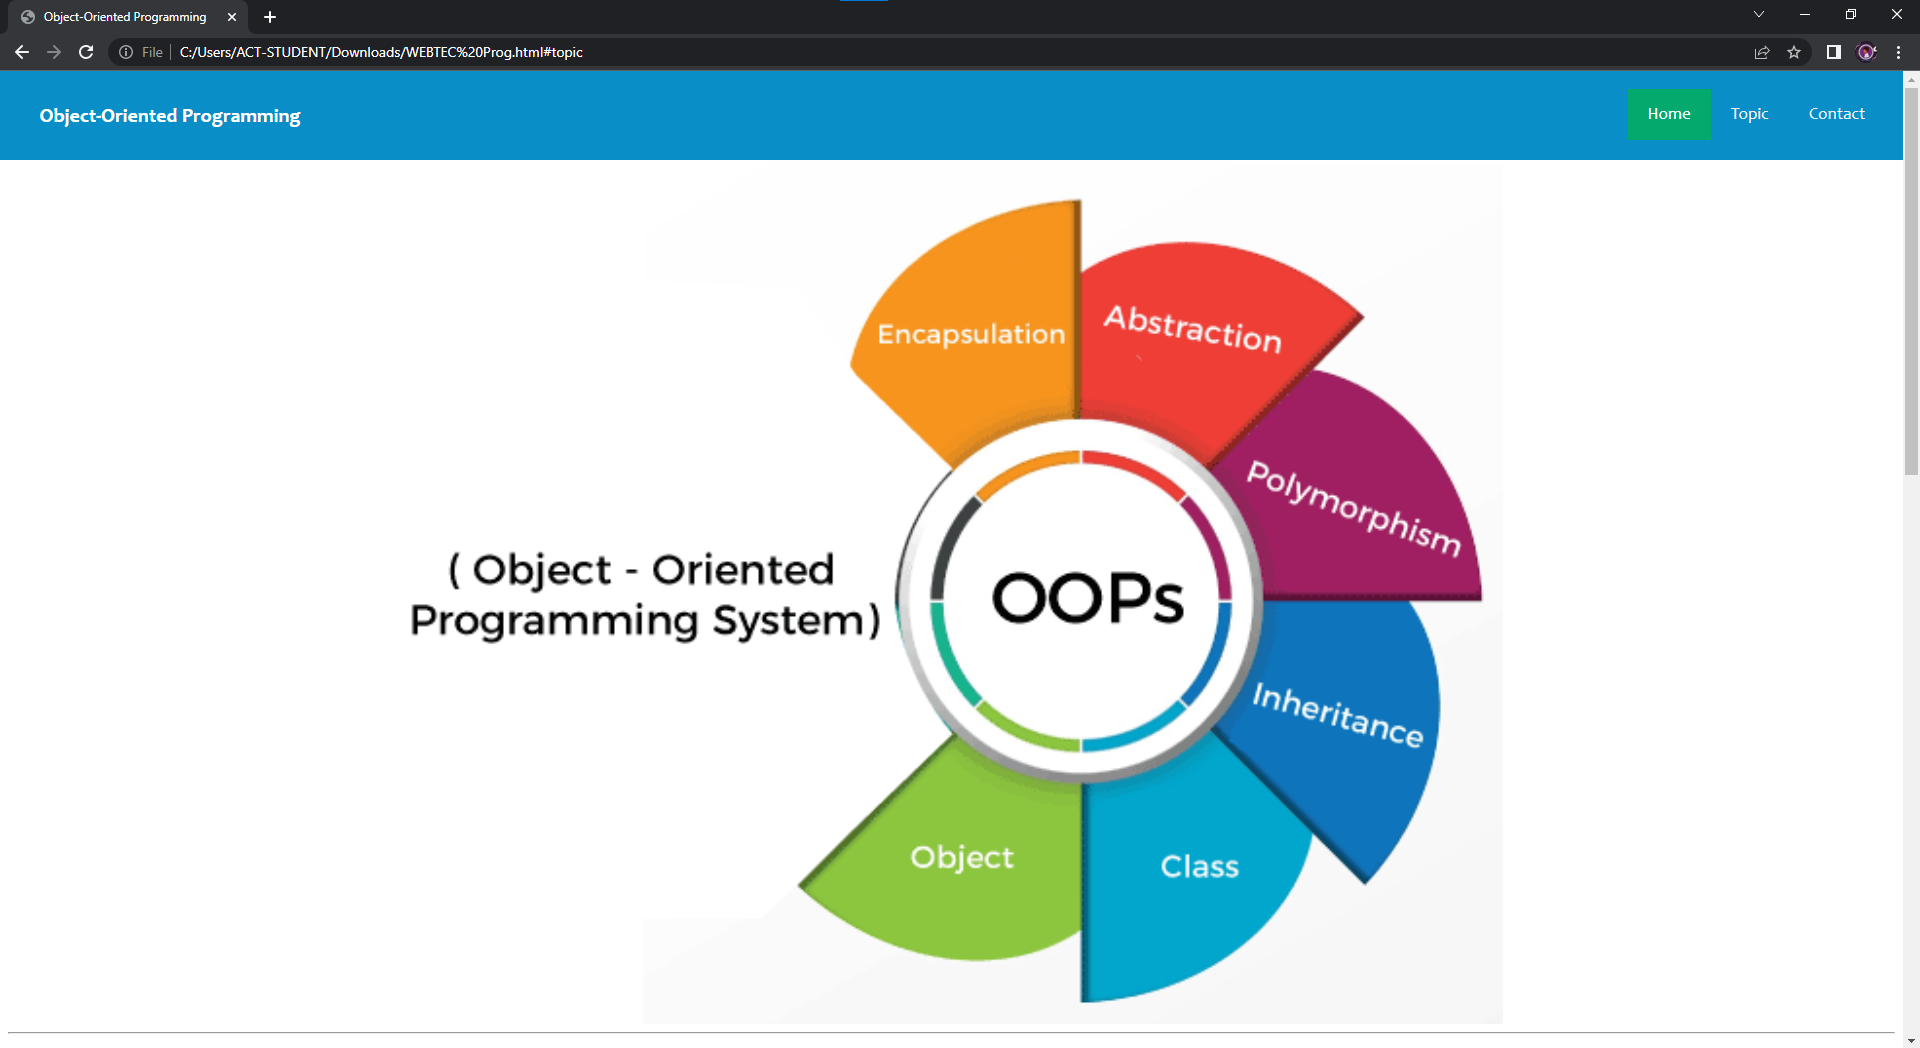 Object-Oriented Programming
File
C:/Users/ACT-STUDENT/Downloads/WEBTEC%20Prog.html#topic
Object-Oriented Programming
Home
Topic
Contact
Encapsulation
Abstraction
Polymorphism
( Object - Oriented
Programming System)
OOPs
Inheritance
Object
Class